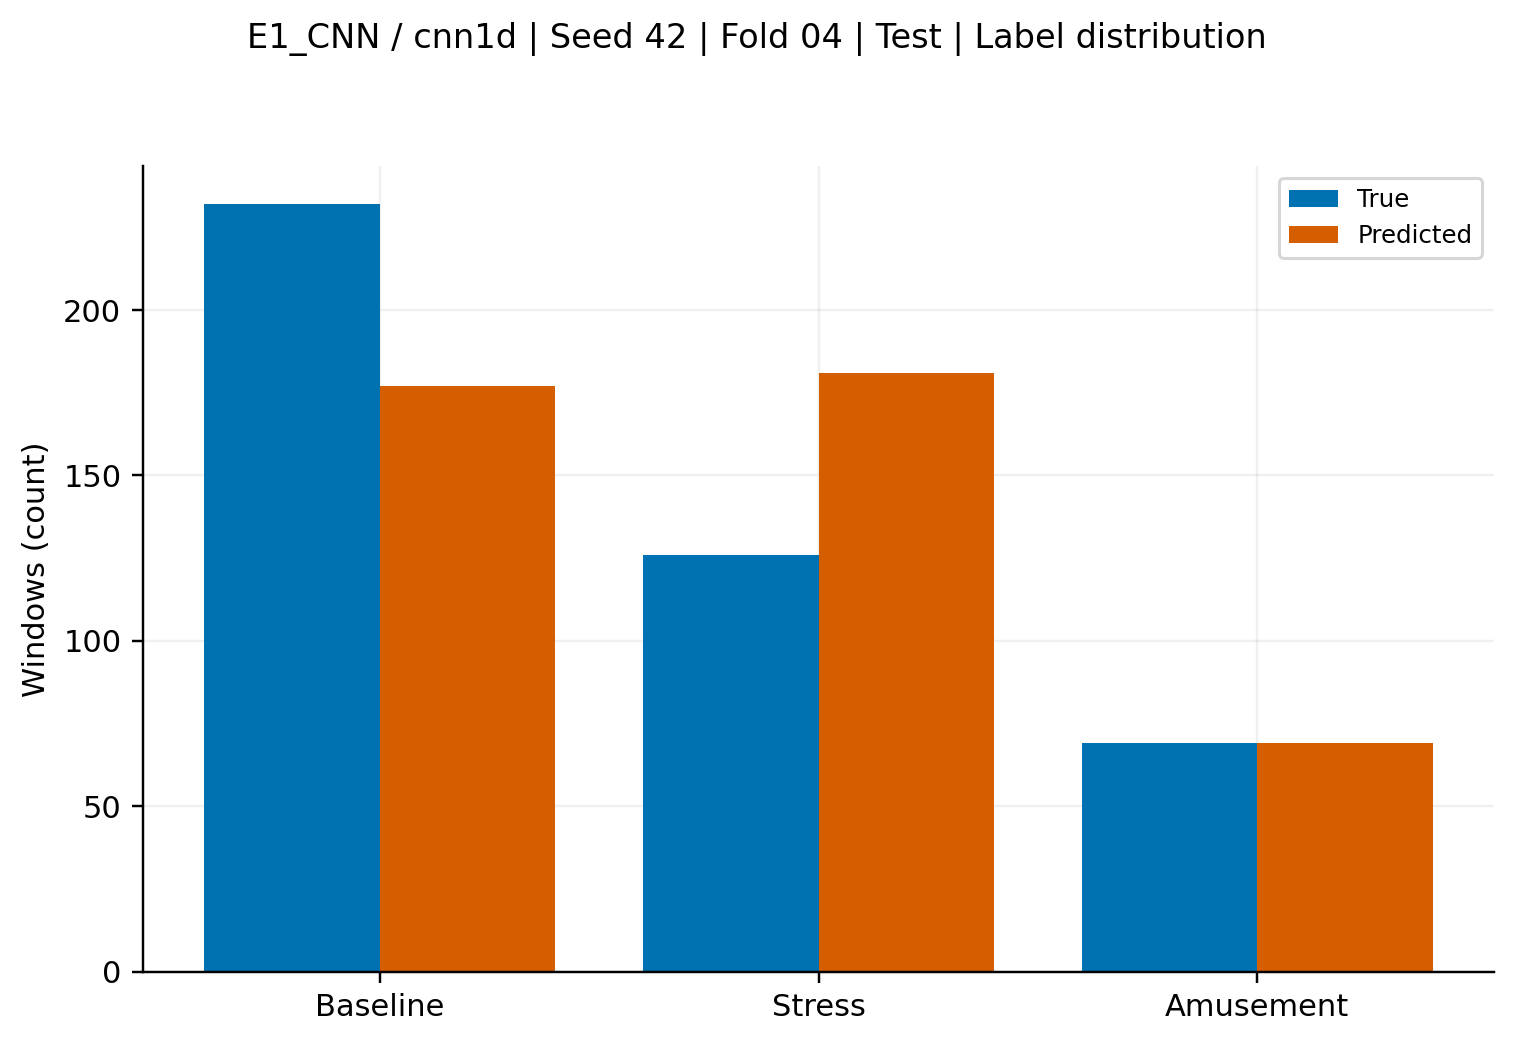 E1_CNN / cnn1d | Seed 42 | Fold 04 | Test | Label distribution
True
Predicted
Windows (count)
200
150
100
50
0
Baseline
Stress
Amusement